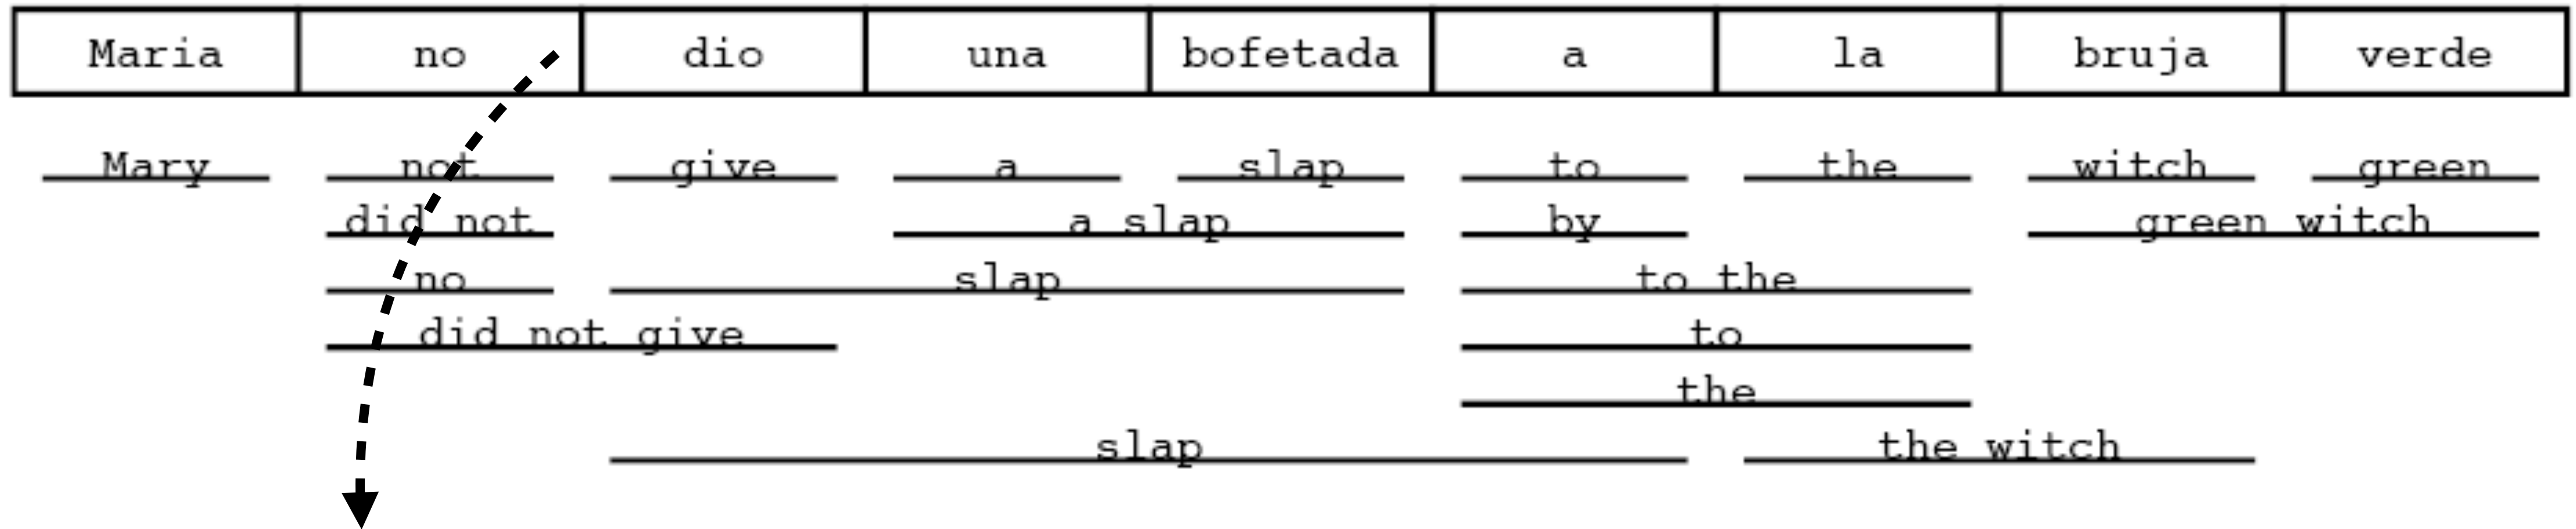 Maria no dio una bofetada a la bruja verde
Mary not give a slap to the witch green
did not a slap by green witch
no slap to the
did not give to
the
slap the witch